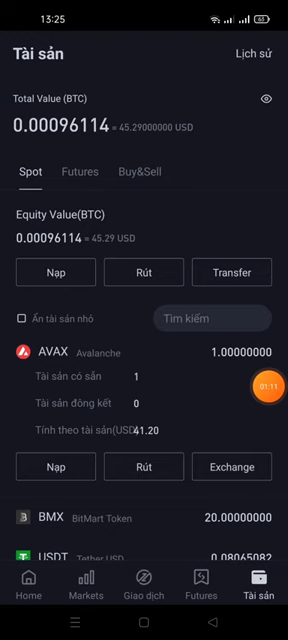 13:25
63
Tài sản
Lịch sử
Total Value (BTC)
0.00096114 ≈ 45.29000000 USD
Spot Futures Buy&Sell
Equity Value(BTC)
0.00096114 ≈ 45.29 USD
Nạp Rút Transfer
Ẩn tài sản nhỏ Tìm kiếm
AVAX Avalanche 1.00000000
Tài sản có sẵn 1
01:11
Tài sản đông kết 0
Tính theo tài sản(USD 41.20
Nạp Rút Exchange
BMX BitMart Token 20.00000000
USDT Tether USD 0.08065082
Home Markets Giao dịch Futures Tài sản